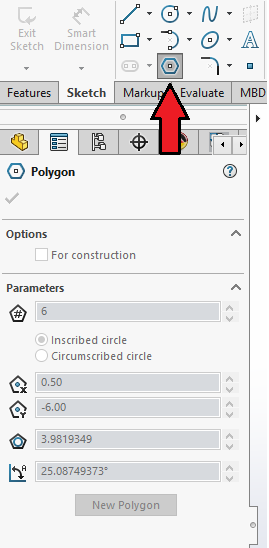 Exit Sketch
Smart Dimension
A
Features Sketch Markup Evaluate MBD
Polygon
?
Options
For construction
Parameters
# 6
Inscribed circle
Circumscribed circle
X 0.50
Y -6.00
3.9819349
A 25.08749373°
New Polygon